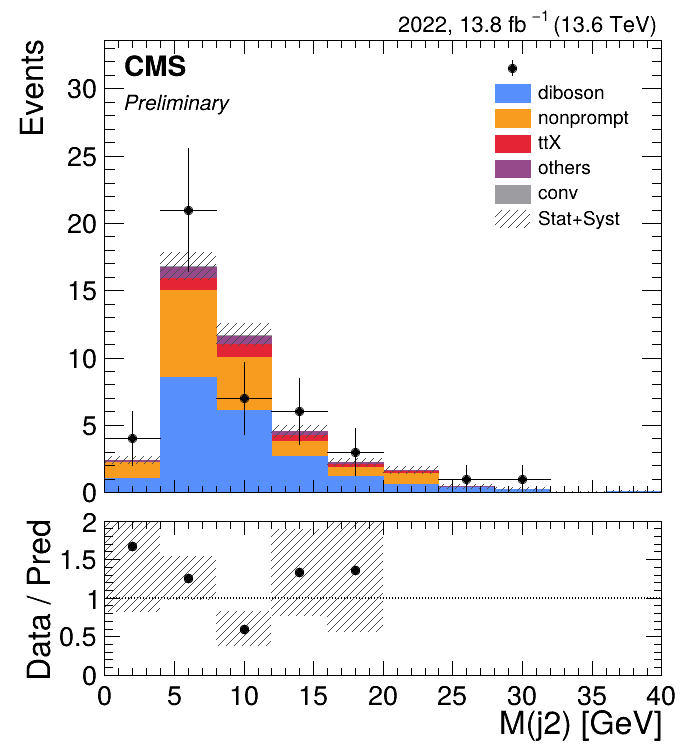 2022, 13.8 fb⁻¹ (13.6 TeV)
CMS
Preliminary
Events
diboson
nonprompt
ttX
others
conv
Stat+Syst
30
25
20
15
10
5
0
Data / Pred
2
1.5
1
0.5
0
0 5 10 15 20 25 30 35 40
M(j2) [GeV]